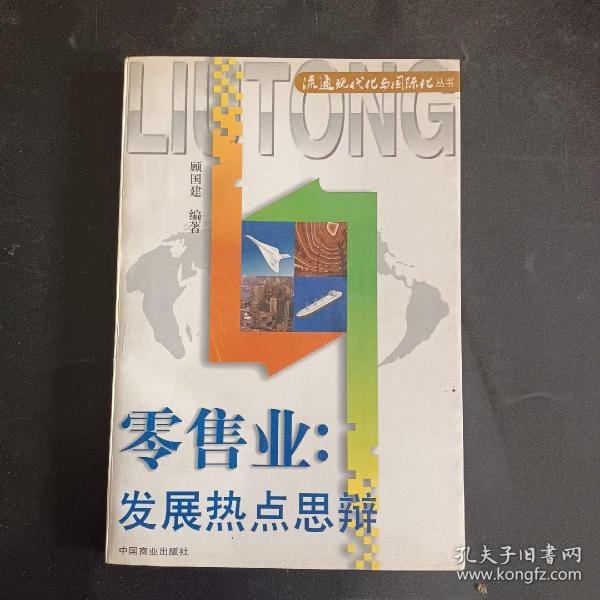 LIUTONG
流通现代化与国际化丛书
顾国建 编著
零售业：
发展热点思辩
中国商业出版社
孔夫子旧书网
www.kongfz.com